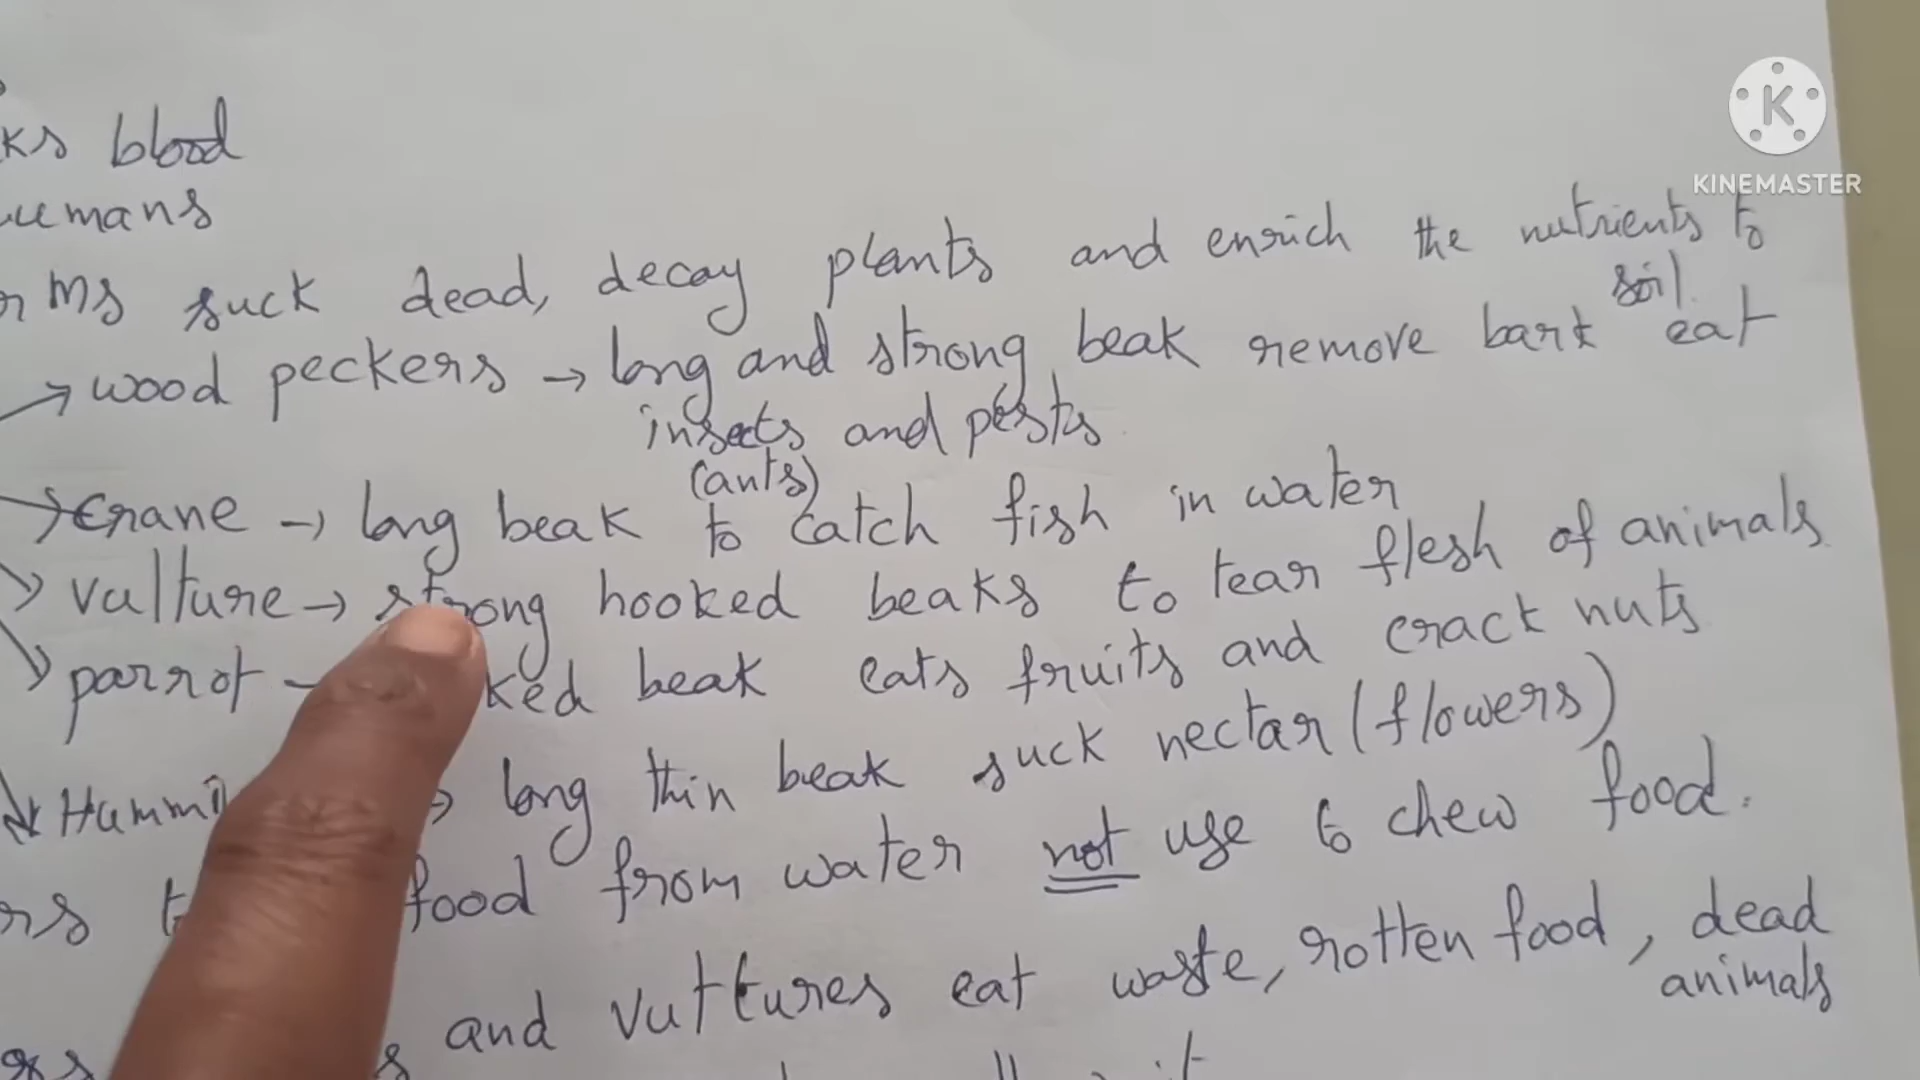 KINEMASTER
ks blood
umans
rms suck dead, decay plants and enrich the nutrients to
soil.
→ wood peckers → long and strong beak remove bark eat
insects and pests
(ants)
→ crane → long beak to catch fish in water
vulture → strong hooked beaks to tear flesh of animals
parrot - ked beak eats fruits and crack nuts
Hummi → long thin beak suck nectar (flowers)
rs t food from water not use to chew food.
and vultures eat waste, rotten food, dead
animals